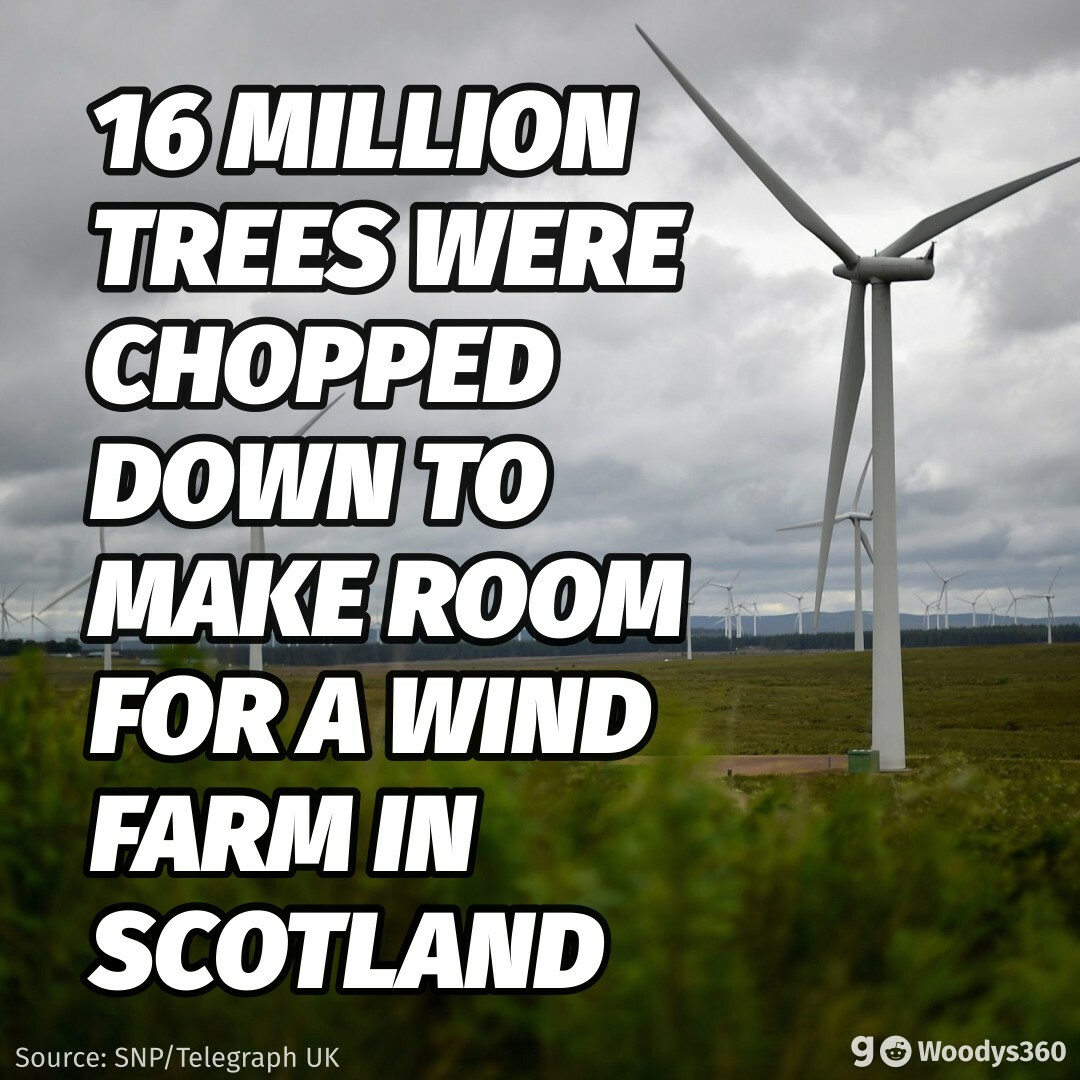 16 MILLION
TREES WERE
CHOPPED
DOWN TO
MAKE ROOM
FOR A WIND
FARM IN
SCOTLAND
Source: SNP/Telegraph UK
g Woodys360